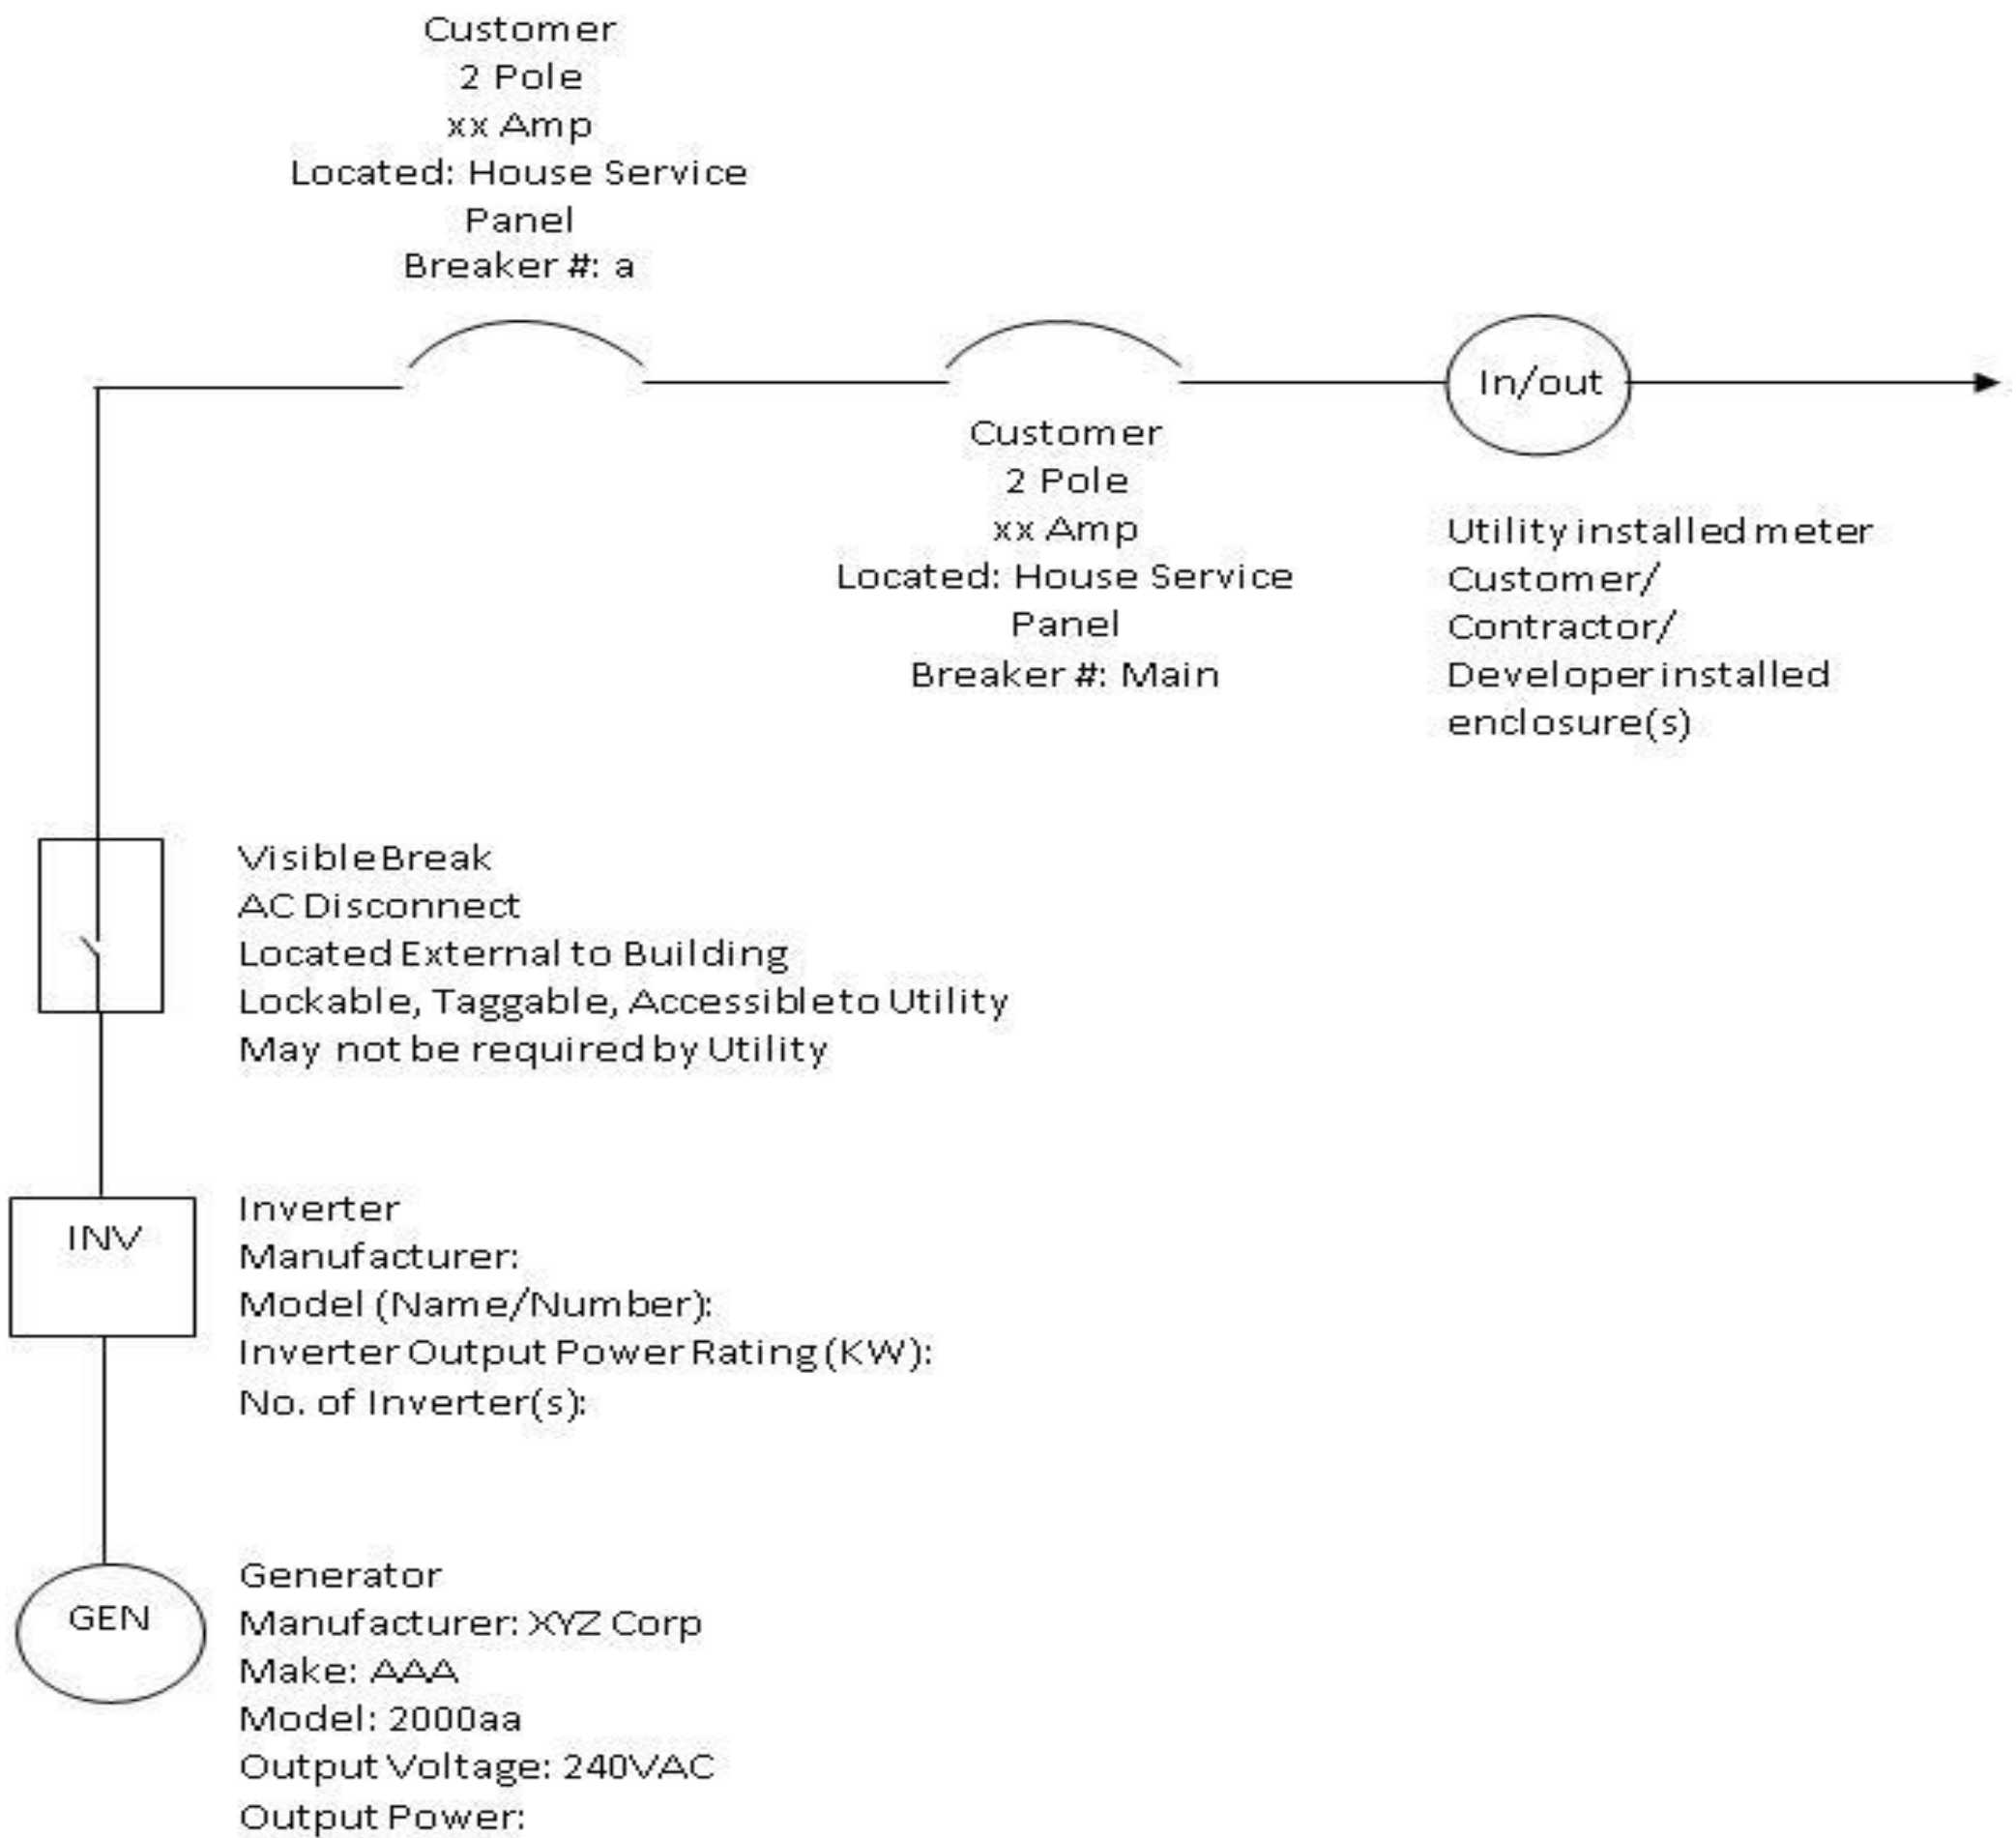 Customer
2 Pole
xx Amp
Located: House Service
Panel
Breaker #: a
In/out
Customer
2 Pole
xx Amp
Located: House Service
Panel
Breaker #: Main
Utility installed meter
Customer/
Contractor/
Developer installed
enclosure(s)
Visible Break
AC Disconnect
Located External to Building
Lockable, Taggable, Accessible to Utility
May not be required by Utility
INV
Inverter
Manufacturer:
Model (Name/Number):
Inverter Output Power Rating (KW):
No. of Inverter(s):
GEN
Generator
Manufacturer: XYZ Corp
Make: AAA
Model: 2000aa
Output Voltage: 240VAC
Output Power: